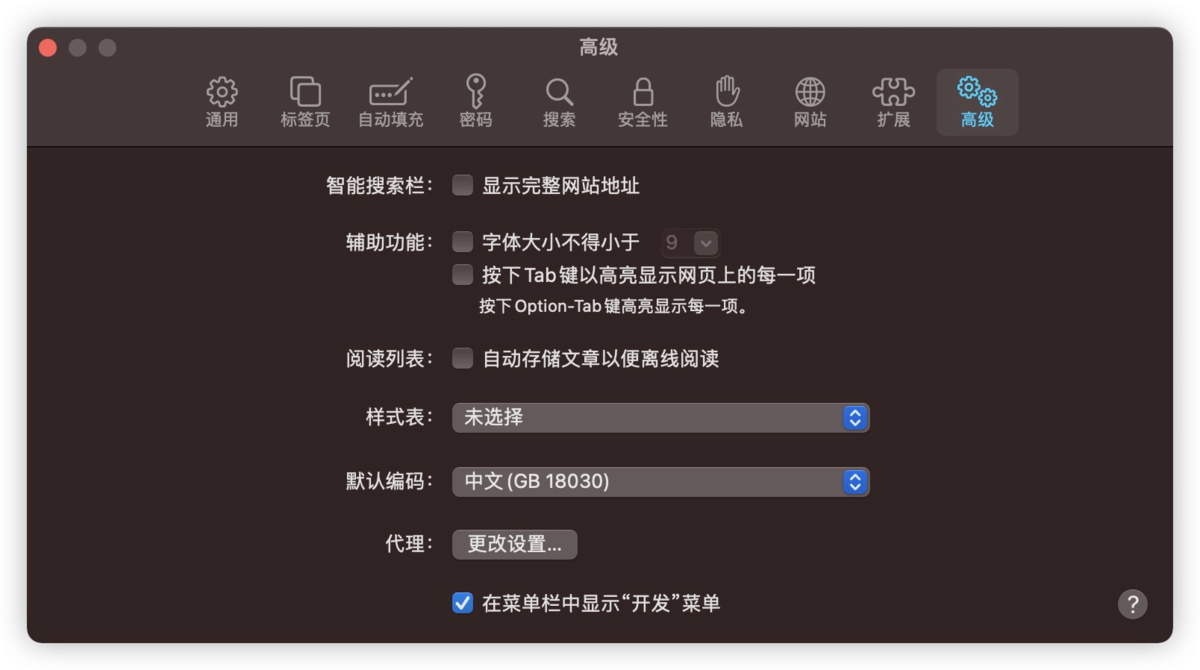 高级
通用 标签页 自动填充 密码 搜索 安全性 隐私 网站 扩展 高级
智能搜索栏: 显示完整网站地址
辅助功能: 字体大小不得小于 9
按下 Tab 键以高亮显示网页上的每一项
按下 Option-Tab 键高亮显示每一项。
阅读列表: 自动存储文章以便离线阅读
样式表: 未选择
默认编码: 中文 (GB 18030)
代理: 更改设置...
在菜单栏中显示“开发”菜单
?